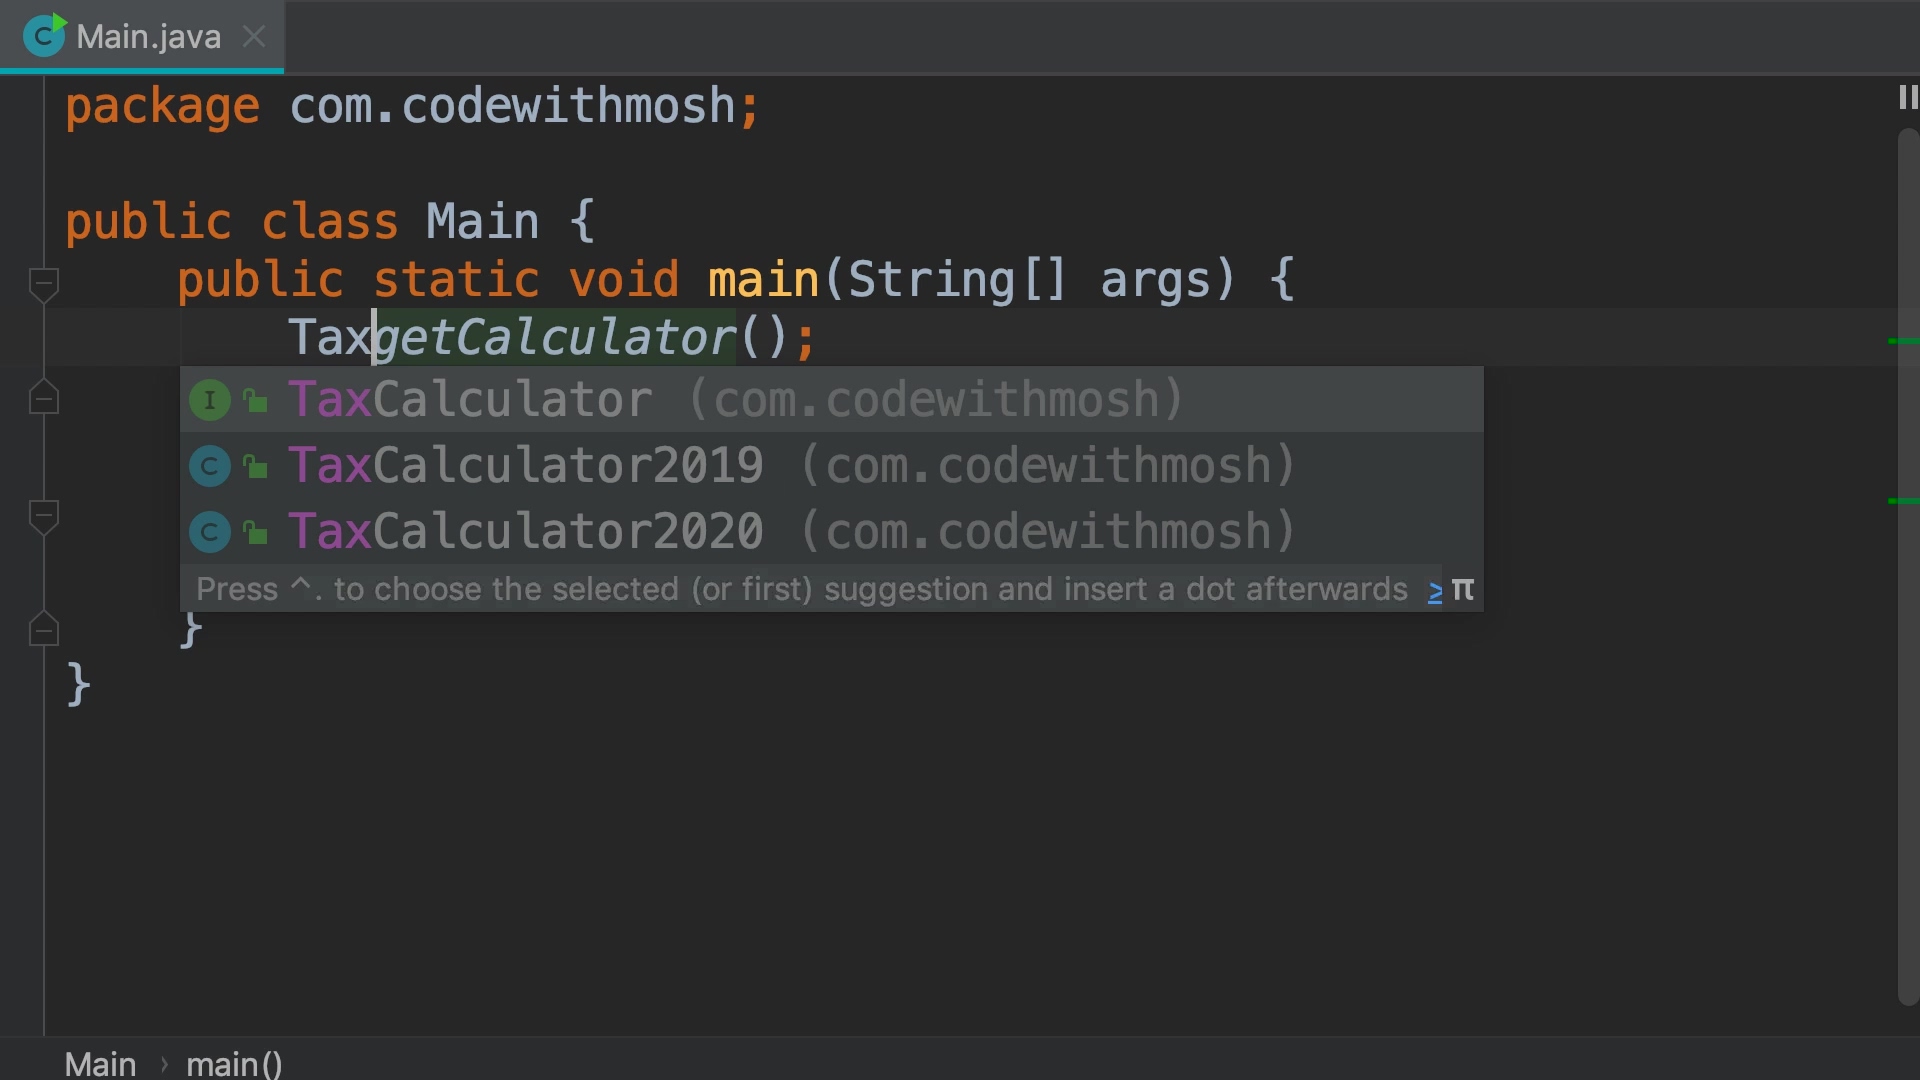 Main.java
package com.codewithmosh;
public class Main {
public static void main(String[] args) {
TaxgetCalculator();
I TaxCalculator (com.codewithmosh)
C TaxCalculator2019 (com.codewithmosh)
C TaxCalculator2020 (com.codewithmosh)
Press ^. to choose the selected (or first) suggestion and insert a dot afterwards ≥ π
}
}
Main › main()